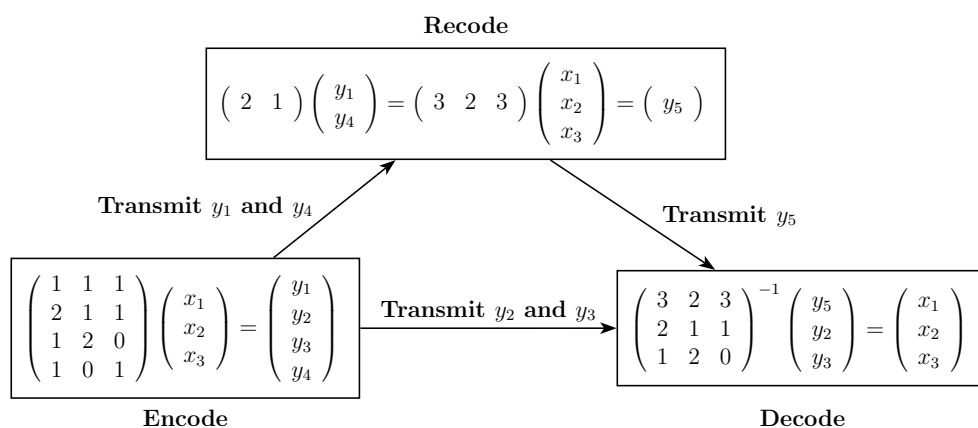 Recode
( 2 1 ) ( y₁ y₄ ) = ( 3 2 3 ) ( x₁ x₂ x₃ ) = ( y₅ )
Transmit y₁ and y₄
Transmit y₅
( 1 1 1
2 1 1
1 2 0
1 0 1 ) ( x₁ x₂ x₃ ) = ( y₁ y₂ y₃ y₄ )
Encode
Transmit y₂ and y₃
( 3 2 3
2 1 1
1 2 0 ) ⁻¹ ( y₅ y₂ y₃ ) = ( x₁ x₂ x₃ )
Decode